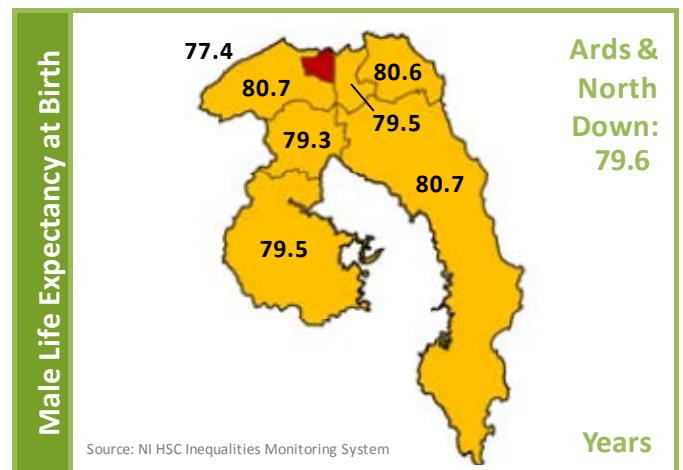 Male Life Expectancy at Birth
77.4
80.7
80.6
79.5
79.3
80.7
79.5
Ards &
North
Down:
79.6
Source: NI HSC Inequalities Monitoring System
Years